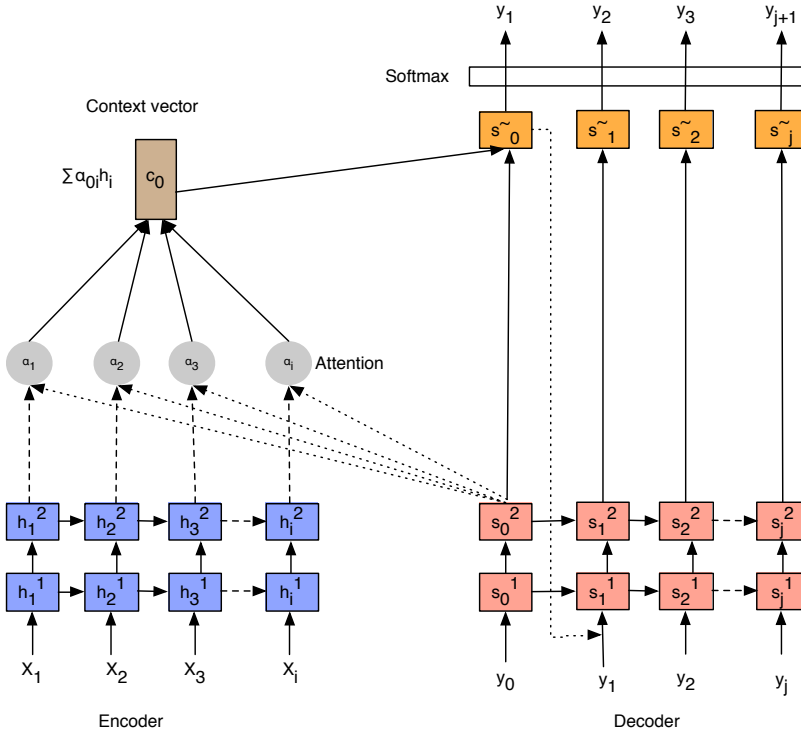 y1 y2 y3 yj+1
Softmax
Context vector
s~0 s~1 s~2 s~j
∑ α0ihi c0
α1 α2 α3 αi Attention
h1^2 h2^2 h3^2 hi^2 s0^2 s1^2 s2^2 sj^2
h1^1 h2^1 h3^1 hi^1 s0^1 s1^1 s2^1 sj^1
X1 X2 X3 Xi y0 y1 y2 yj
Encoder Decoder